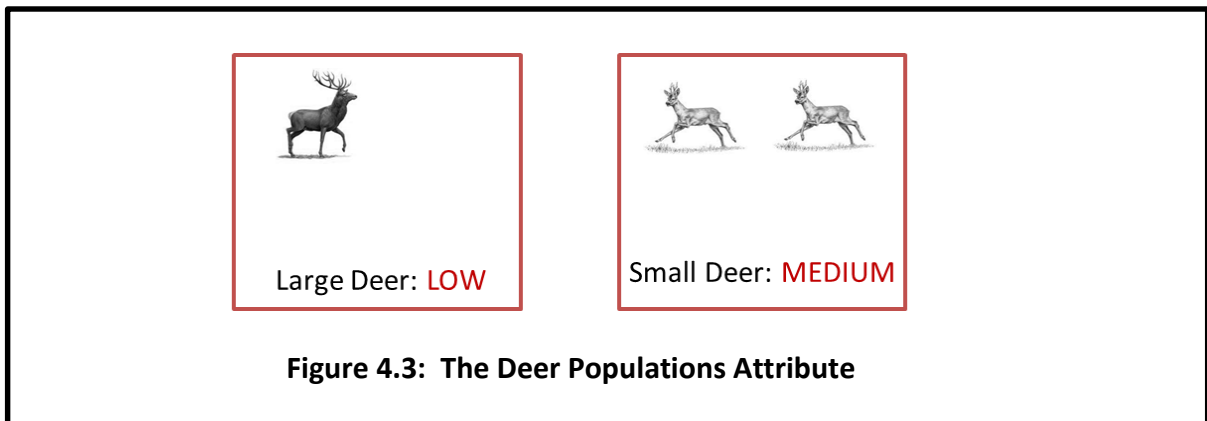 Large Deer: LOW
Small Deer: MEDIUM
Figure 4.3: The Deer Populations Attribute